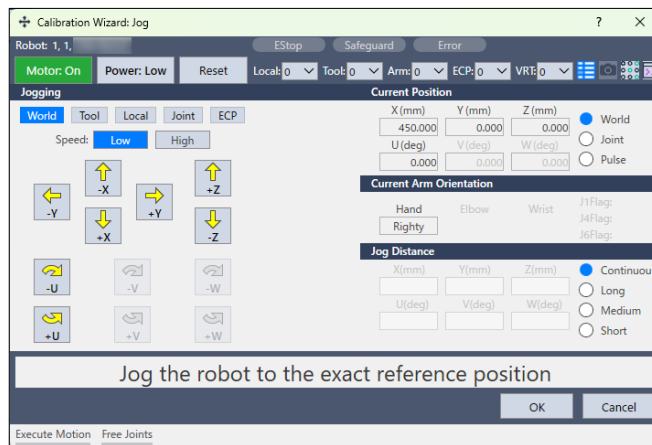 Calibration Wizard: Jog ? ×
Robot: 1, 1, EStop Safeguard Error
Motor: On Power: Low Reset Local: 0 Tool: 0 Arm: 0 ECP: 0 VRT: 0
Jogging Current Position
World Tool Local Joint ECP
Speed: Low High
-X +Z
-Y +Y
+X -Z
-U -V -W
+U +V +W
X (mm) Y (mm) Z (mm)
450.000 0.000 0.000 World
U (deg) V (deg) W (deg) Joint
0.000 0.000 0.000 Pulse
Current Arm Orientation
Hand Elbow Wrist J1Flag:
Righty J4Flag:
J6Flag:
Jog Distance
X(mm) Y(mm) Z(mm) Continuou
Long
U(deg) V(deg) W(deg) Medium
Short
Jog the robot to the exact reference position
OK Cancel
Execute Motion Free Joints